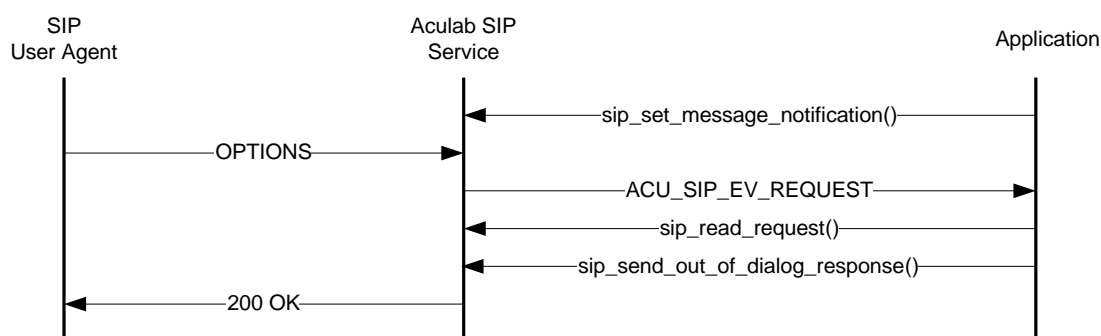 SIP
User Agent
Aculab SIP
Service
Application
sip_set_message_notification()
OPTIONS
ACU_SIP_EV_REQUEST
sip_read_request()
sip_send_out_of_dialog_response()
200 OK